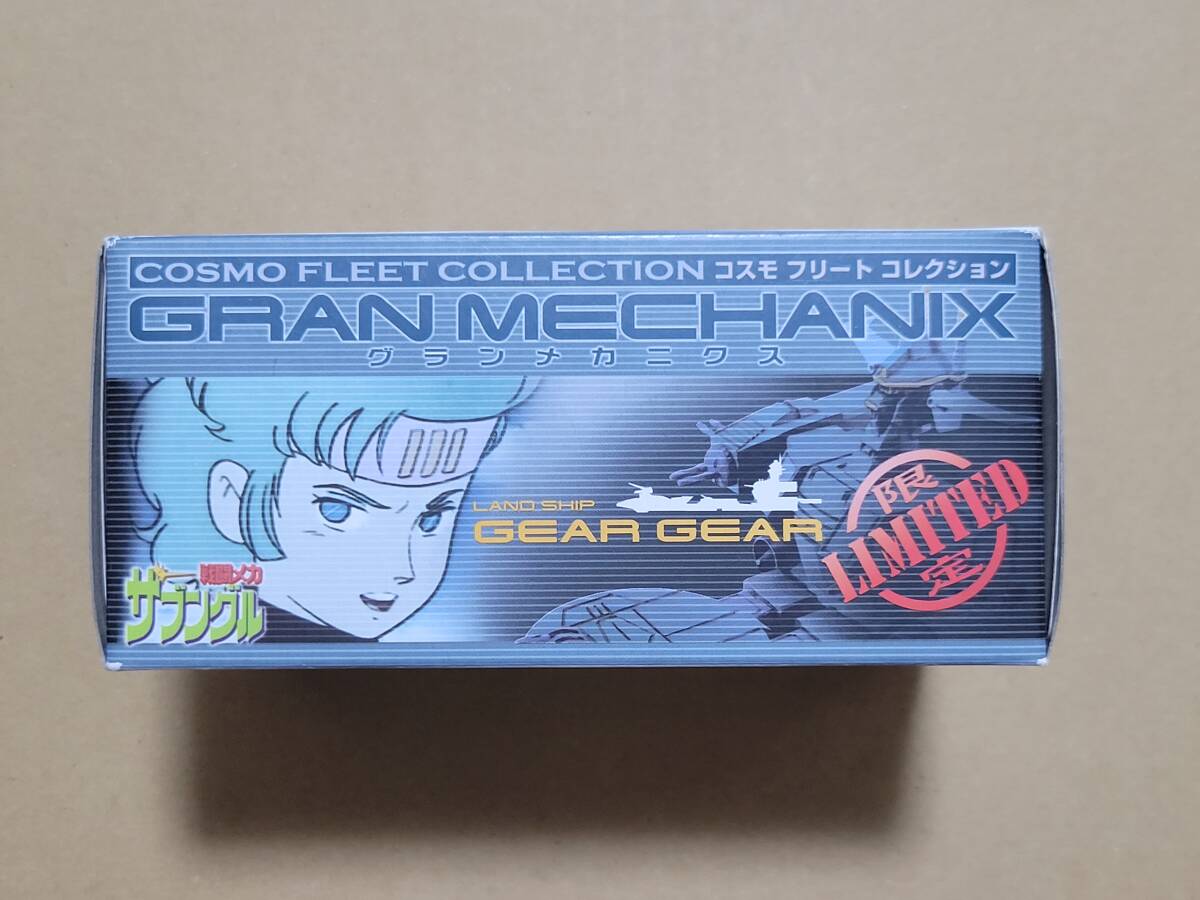 COSMO FLEET COLLECTION コスモ フリート コレクション
GRAN MECHANIX
グランメカニクス
LAND SHIP
GEAR GEAR
限
LIMITED
定
戦闘メカ
ザブングル